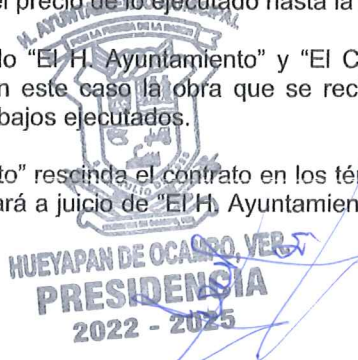 el precio de lo ejecutado hasta la
H. AYUNTAMIENTO
do "El H. Ayuntamiento" y "El C
n este caso la obra que se rec
bajos ejecutados.
to" rescinda el contrato en los té
ará a juicio de "El H. Ayuntamien
HUEYAPAN DE OCAMPO, VER.
PRESIDENCIA
2022 - 2025